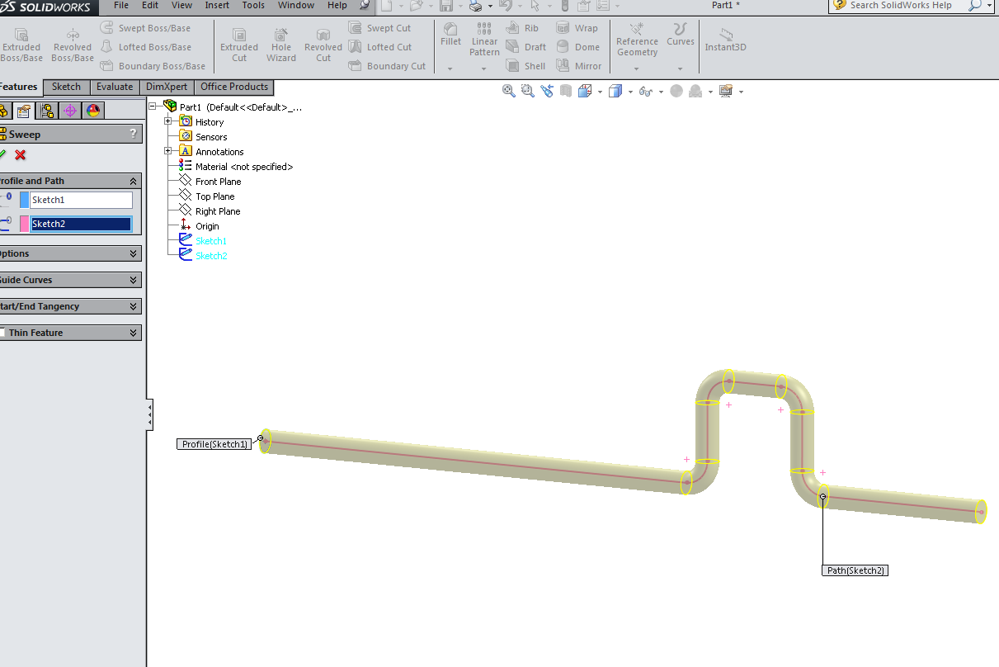 SOLIDWORKS File Edit View Insert Tools Window Help Part1 * Search SolidWorks Help
Extruded Boss/Base
Revolved Boss/Base
Swept Boss/Base
Lofted Boss/Base
Boundary Boss/Base
Extruded Cut
Hole Wizard
Revolved Cut
Swept Cut
Lofted Cut
Boundary Cut
Fillet
Linear Pattern
Rib
Draft
Shell
Wrap
Dome
Mirror
Reference Geometry
Curves
Instant3D
Features Sketch Evaluate DimXpert Office Products
Sweep ?
rofile and Path
Sketch1
Sketch2
ptions
uide Curves
tart/End Tangency
Thin Feature
Part1 (Default<<Default>_...
History
Sensors
A Annotations
Material <not specified>
Front Plane
Top Plane
Right Plane
Origin
Sketch1
Sketch2
Profile(Sketch1)
Path(Sketch2)